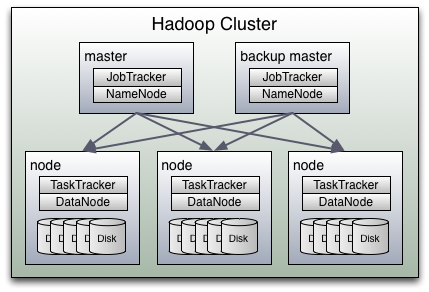 Hadoop Cluster
master
JobTracker
NameNode
backup master
JobTracker
NameNode
node
TaskTracker
DataNode
Disk
node
TaskTracker
DataNode
Disk
node
TaskTracker
DataNode
Disk